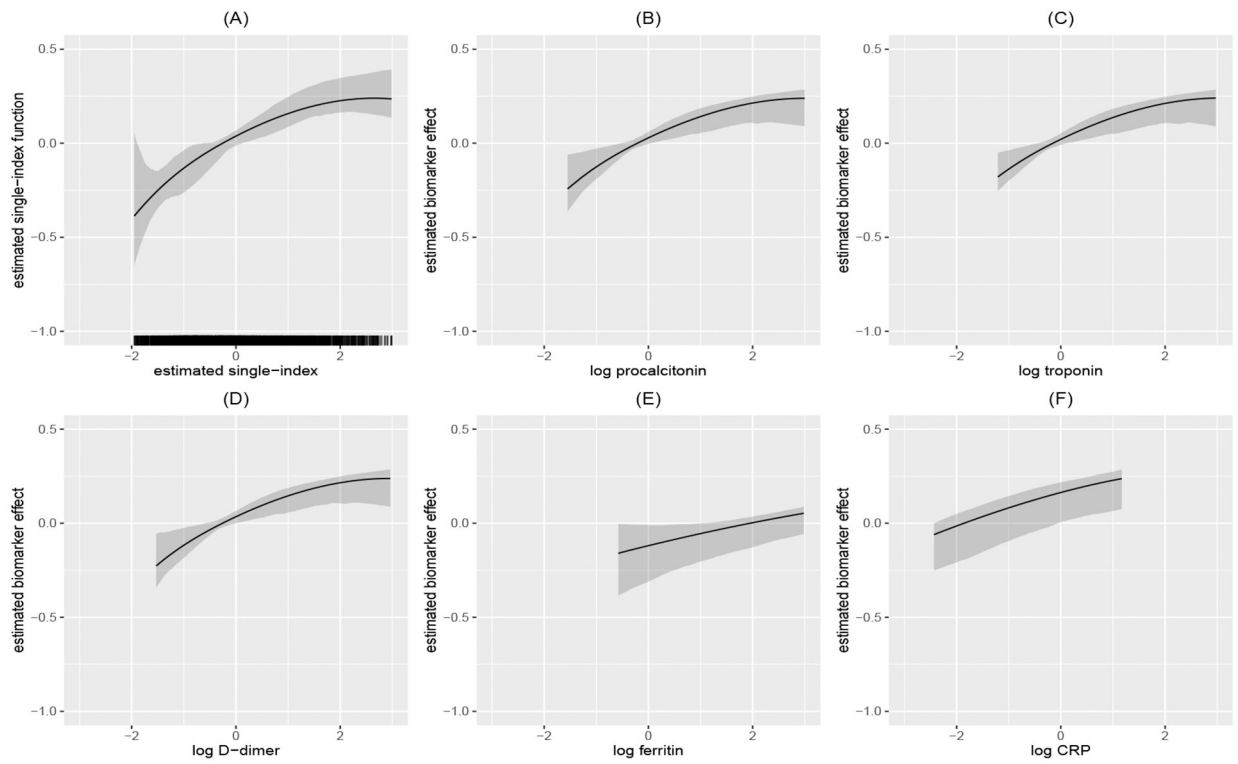 (A)
0.5
0.0
−0.5
−1.0
estimated single−index function
−2
0
2
estimated single−index
(B)
0.5
0.0
−0.5
−1.0
estimated biomarker effect
−2
0
2
log procalcitonin
(C)
0.5
0.0
−0.5
−1.0
estimated biomarker effect
−2
0
2
log troponin
(D)
0.5
0.0
−0.5
−1.0
estimated biomarker effect
−2
0
2
log D−dimer
(E)
0.5
0.0
−0.5
−1.0
estimated biomarker effect
−2
0
2
log ferritin
(F)
0.5
0.0
−0.5
−1.0
estimated biomarker effect
−2
0
2
log CRP